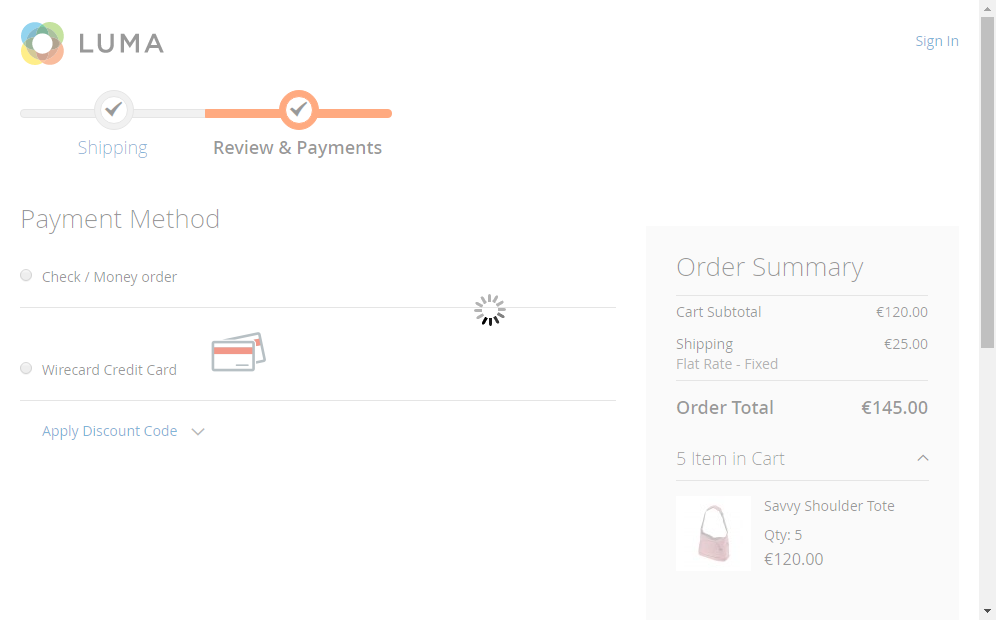 LUMA
Sign In
Shipping
Review & Payments
Payment Method
Check / Money order
Wirecard Credit Card
Apply Discount Code
Order Summary
Cart Subtotal €120.00
Shipping €25.00
Flat Rate - Fixed
Order Total €145.00
5 Item in Cart
Savvy Shoulder Tote
Qty: 5
€120.00